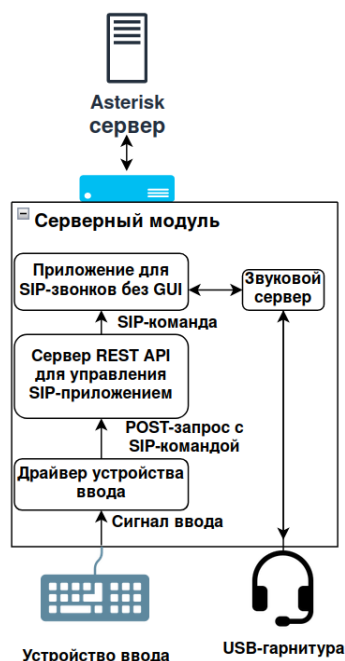 Asterisk
сервер
Серверный модуль
Приложение для
SIP-звонков без GUI
Звуковой
сервер
SIP-команда
Сервер REST API
для управления
SIP-приложением
POST-запрос с
SIP-командой
Драйвер устройства
ввода
Сигнал ввода
Устройство ввода
USB-гарнитура